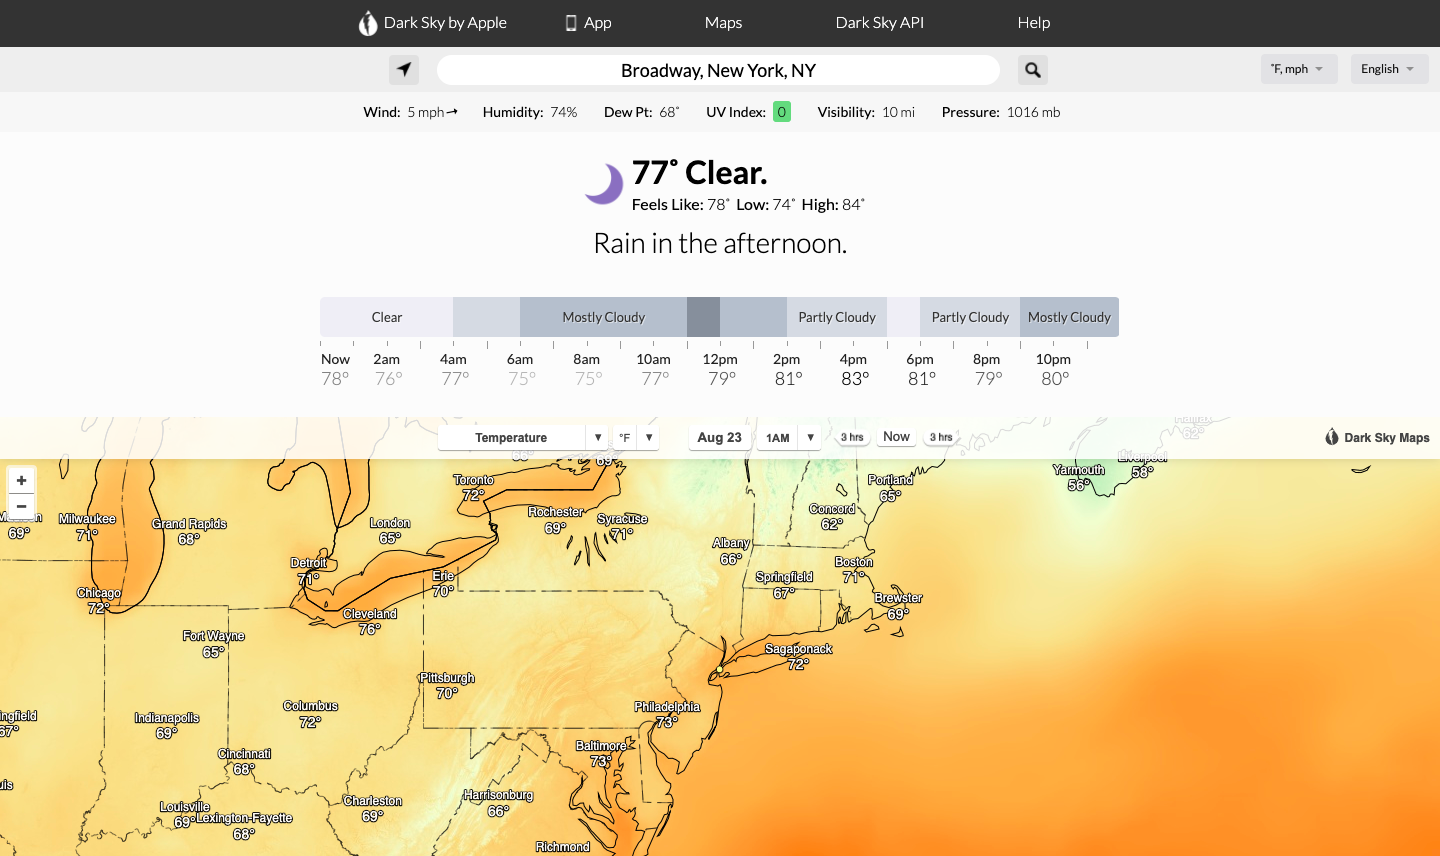 Dark Sky by Apple App Maps Dark Sky API Help
Broadway, New York, NY
˚F, mph English
Wind: 5 mph Humidity: 74% Dew Pt: 68˚ UV Index: 0 Visibility: 10 mi Pressure: 1016 mb
77˚ Clear.
Feels Like: 78˚ Low: 74˚ High: 84˚
Rain in the afternoon.
Clear Mostly Cloudy Partly Cloudy Partly Cloudy Mostly Cloudy
Now 2am 4am 6am 8am 10am 12pm 2pm 4pm 6pm 8pm 10pm
78° 76° 77° 75° 75° 77° 79° 81° 83° 81° 79° 80°
Halifax
62°
Temperature ▼ °F ▼ Aug 23 1AM ▼ 3 hrs Now 3 hrs Dark Sky Maps
66°
69°
Liverpool
58°
Yarmouth
56°
+
−
Toronto
72°
Portland
65°
Rochester
69°
Syracuse
71°
Concord
62°
69°
Milwaukee
71°
Grand Rapids
68°
London
65°
Albany
66°
Detroit
71°
Erie
70°
Boston
71°
Springfield
67°
Chicago
72°
Brewster
69°
Cleveland
76°
Fort Wayne
65°
Sagaponack
72°
Pittsburgh
70°
Columbus
72°
Philadelphia
73°
ngfield
67°
Indianapolis
69°
Baltimore
73°
Cincinnati
68°
uis
Harrisonburg
66°
Charleston
69°
Louisville
69°
Lexington-Fayette
68°
Richmond